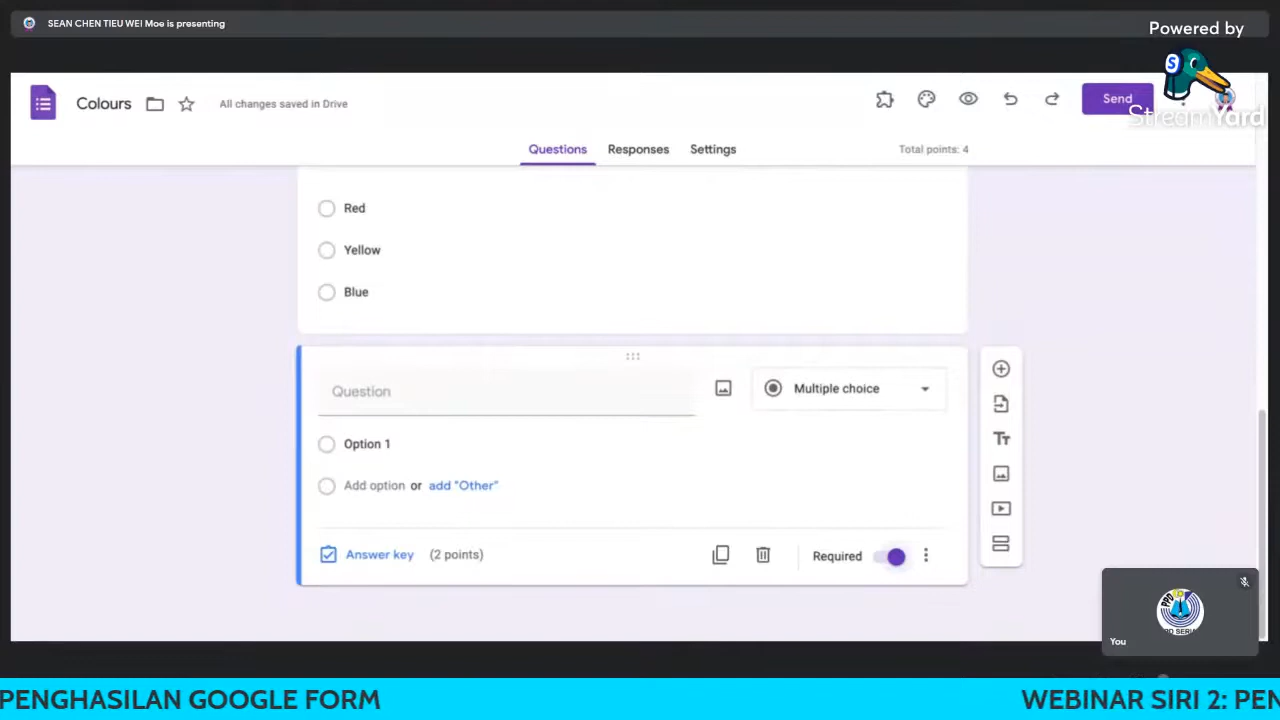 SEAN CHEN TIEU WEI Moe is presenting
Powered by
StreamYard
Colours
All changes saved in Drive
Send
Questions
Responses
Settings
Total points: 4
Red
Yellow
Blue
Question
Multiple choice
Option 1
Add option or add "Other"
Answer key (2 points)
Required
PPD
You
PENGHASILAN GOOGLE FORM
WEBINAR SIRI 2: PEN